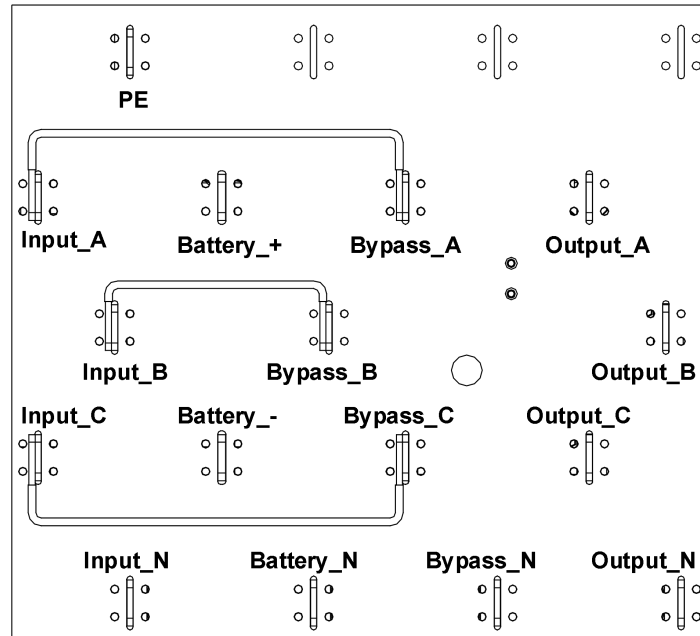 PE
Input_A Battery_+ Bypass_A Output_A
Input_B Bypass_B Output_B
Input_C Battery_- Bypass_C Output_C
Input_N Battery_N Bypass_N Output_N